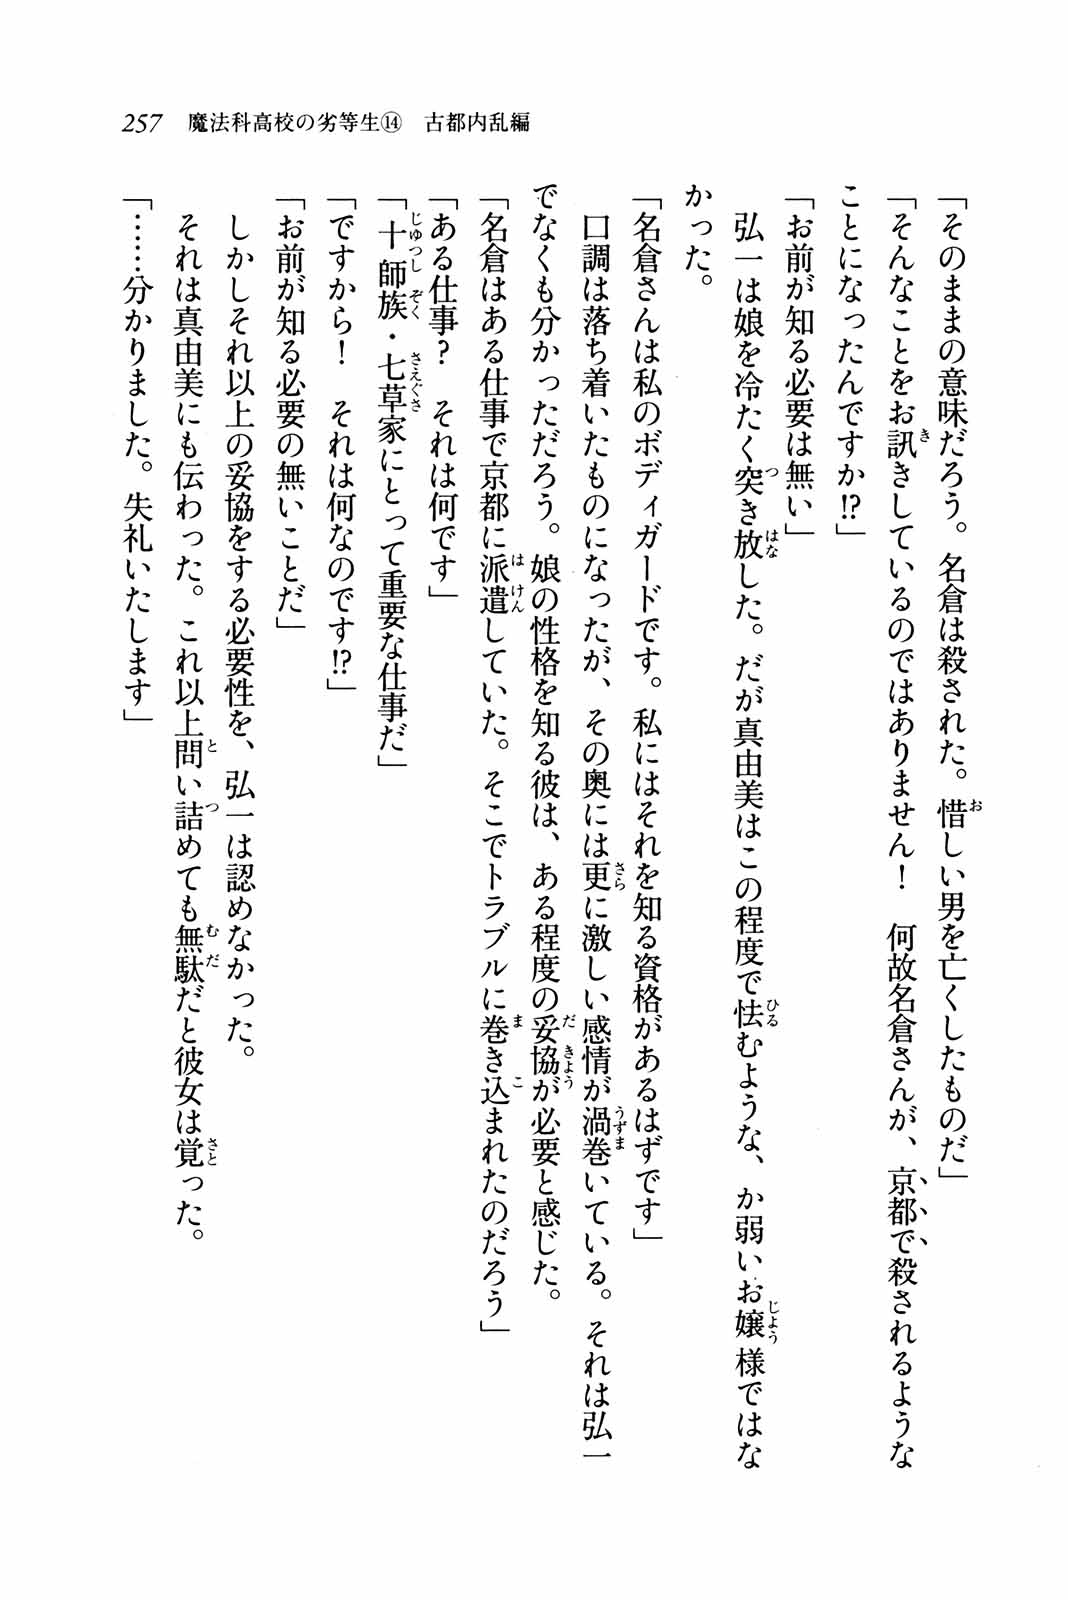 257　魔法科高校の劣等生⑭　古都内乱編
「そのままの意味だろう。名倉は殺された。惜しい男を亡くしたものだ」
「そんなことをお訊きしているのではありません！　何故名倉さんが、京都で殺されるような
ことになったんですか!?」
「お前が知る必要は無い」
　弘一は娘を冷たく突き放した。だが真由美はこの程度で怯むような、か弱いお嬢様ではな
かった。
「名倉さんは私のボディガードです。私にはそれを知る資格があるはずです」
　口調は落ち着いたものになったが、その奥には更に激しい感情が渦巻いている。それは弘一
でなくも分かっただろう。娘の性格を知る彼は、ある程度の妥協が必要と感じた。
「名倉はある仕事で京都に派遣していた。そこでトラブルに巻き込まれたのだろう」
「ある仕事？　それは何です」
「十師族・七草家にとって重要な仕事だ」
「ですから！　それは何なのです!?」
「お前が知る必要の無いことだ」
　しかしそれ以上の妥協をする必要性を、弘一は認めなかった。
　それは真由美にも伝わった。これ以上問い詰めても無駄だと彼女は覚った。
「……分かりました。失礼いたします」